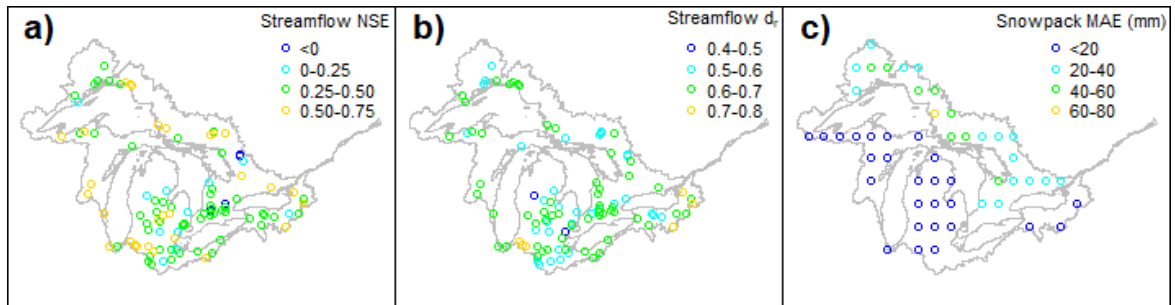 a)
Streamflow NSE
<0
0-0.25
0.25-0.50
0.50-0.75
b)
Streamflow dᵣ
0.4-0.5
0.5-0.6
0.6-0.7
0.7-0.8
c)
Snowpack MAE (mm)
<20
20-40
40-60
60-80